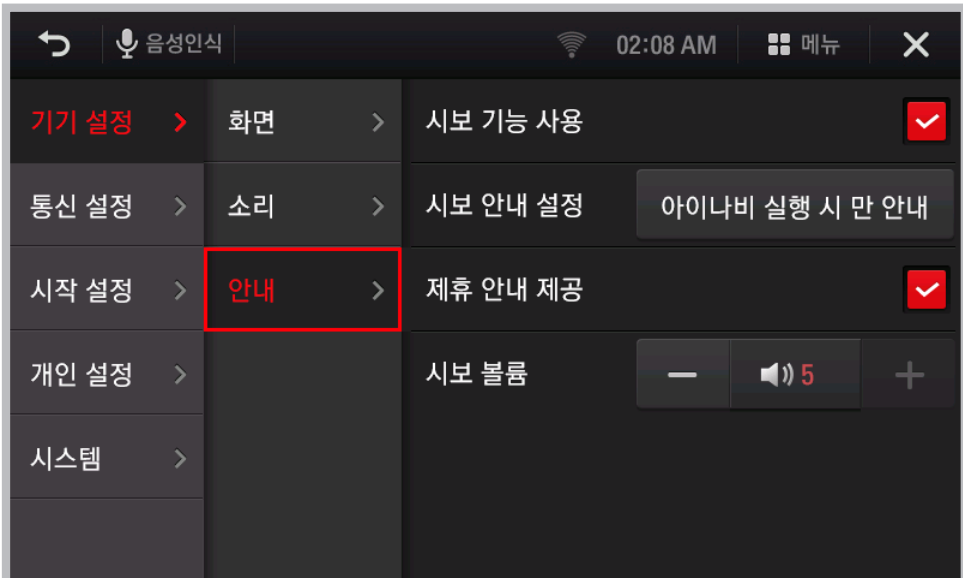 음성인식 02:08 AM 메뉴
기기 설정 화면 시보 기능 사용
통신 설정 소리 시보 안내 설정 아이나비 실행 시 만 안내
시작 설정 안내 제휴 안내 제공
개인 설정 시보 볼륨 5
시스템